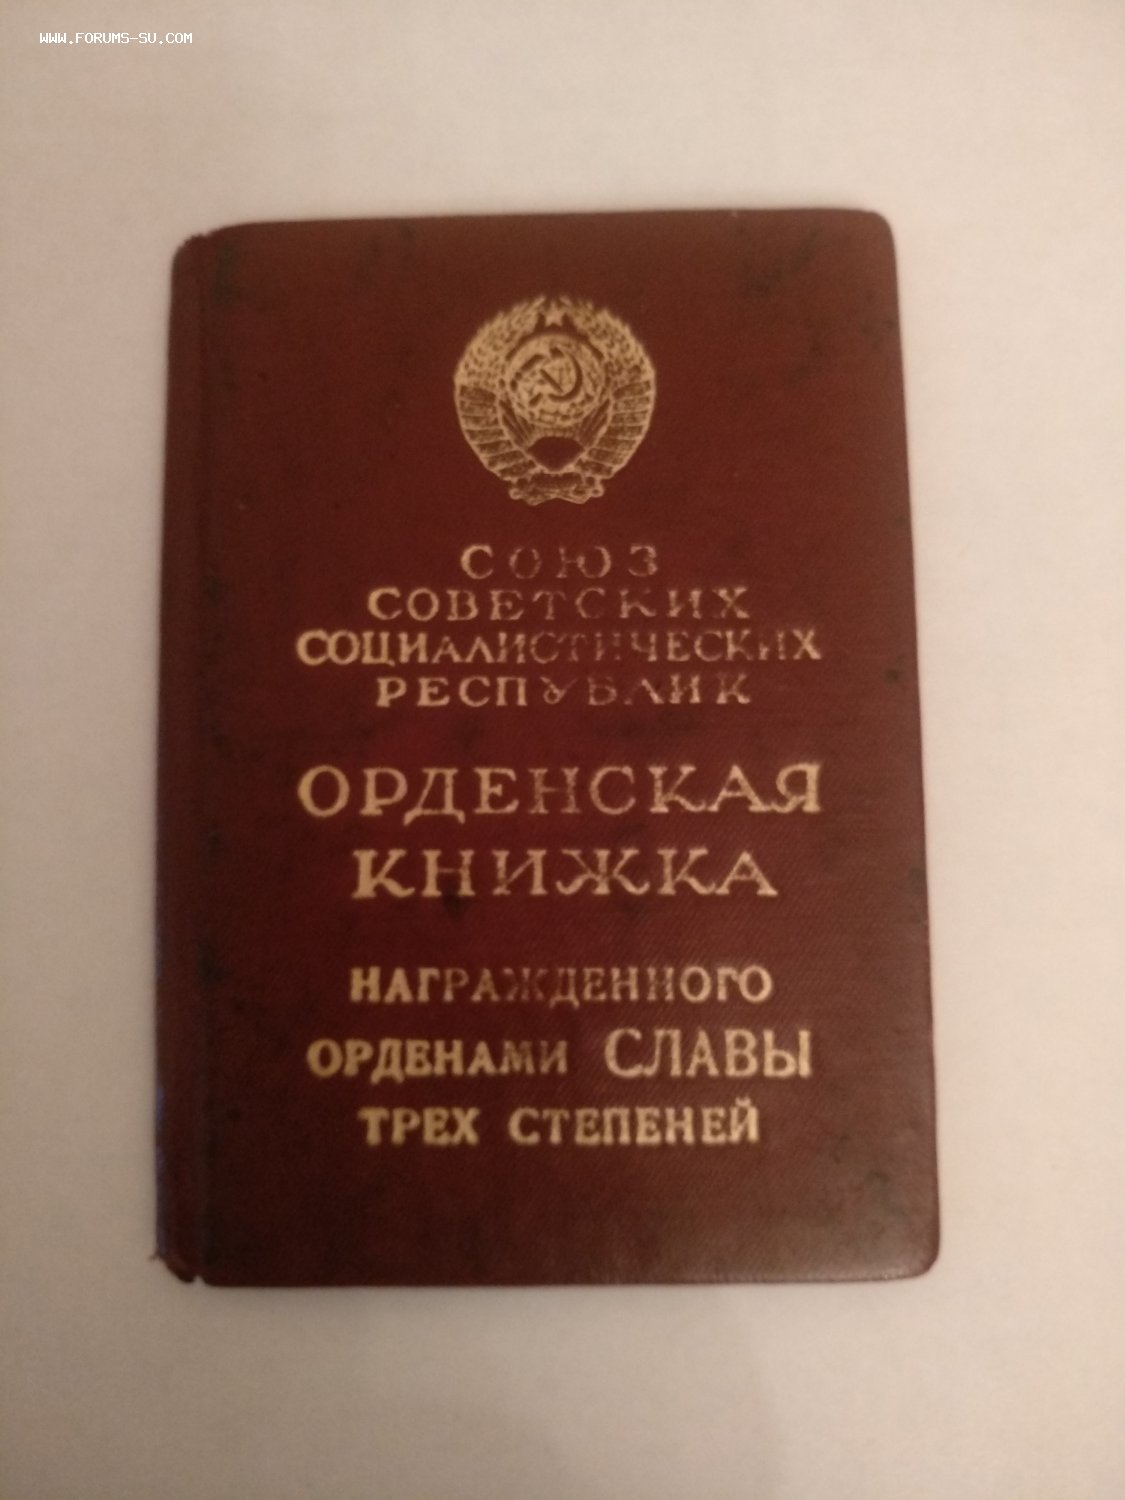 WWW.FORUMS-SU.COM
СОЮЗ
СОВЕТСКИХ
СОЦИАЛИСТИЧЕСКИХ
РЕСПУБЛИК
ОРДЕНСКАЯ
КНИЖКА
НАГРАЖДЕННОГО
ОРДЕНАМИ СЛАВЫ
ТРЕХ СТЕПЕНЕЙ